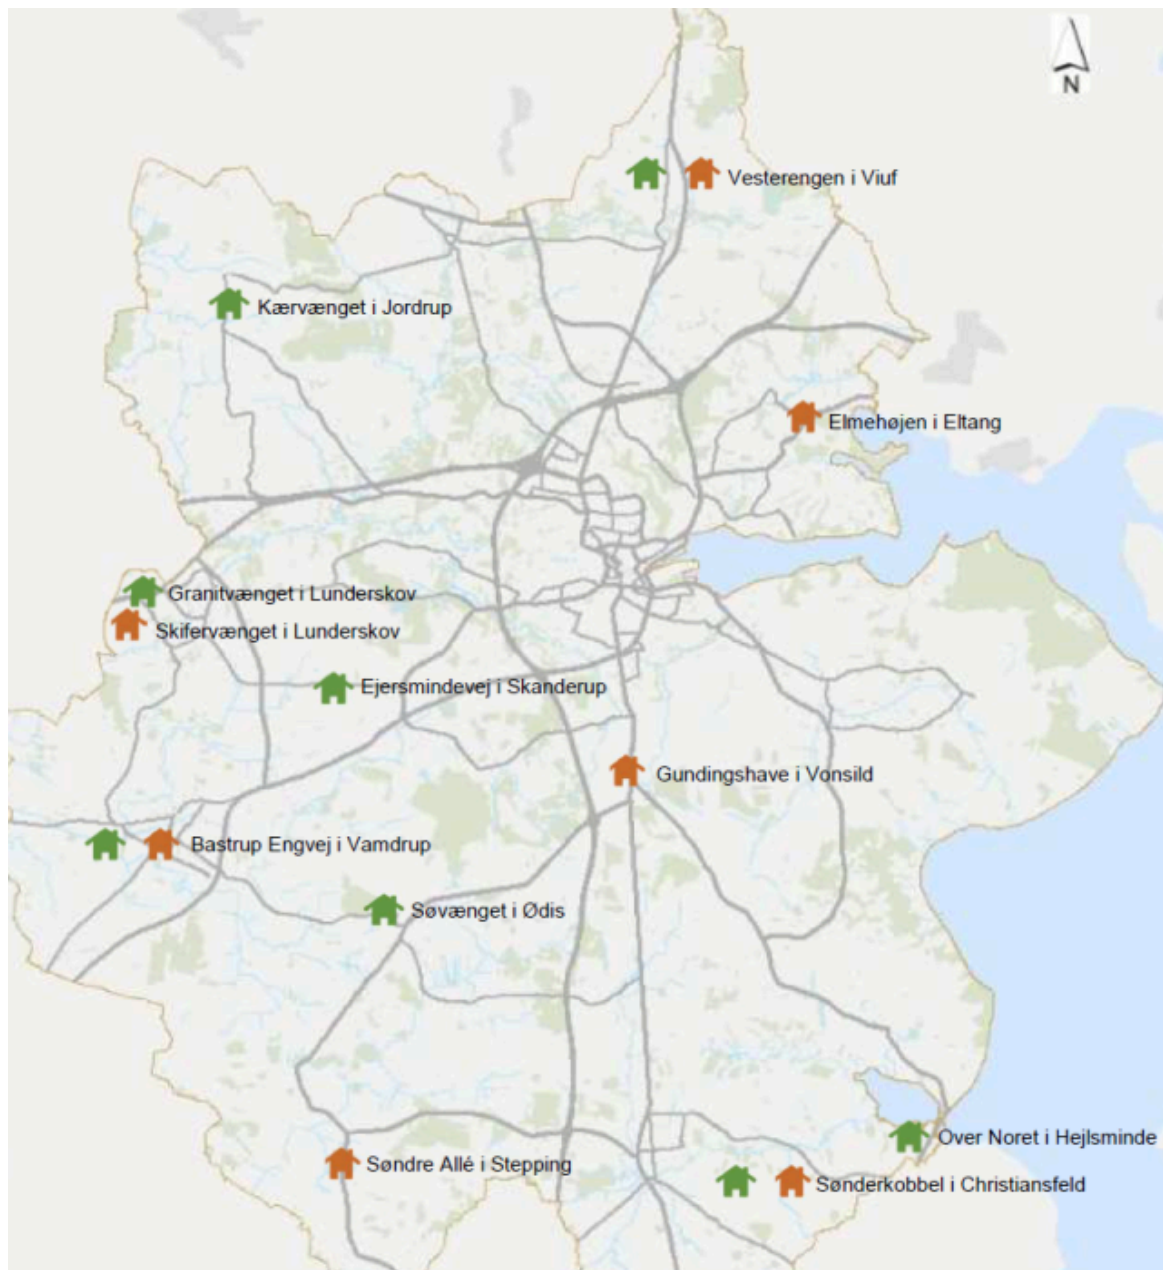 N
Vesterengen i Viuf
Kærvænget i Jordrup
Elmehøjen i Eltang
Granitvænget i Lunderskov
Skifervænget i Lunderskov
Ejersmindevej i Skanderup
Gundingshave i Vonsild
Bastrup Engvej i Vamdrup
Søvænget i Ødis
Over Noret i Hejlsminde
Søndre Allé i Stepping
Sønderkobbel i Christiansfeld